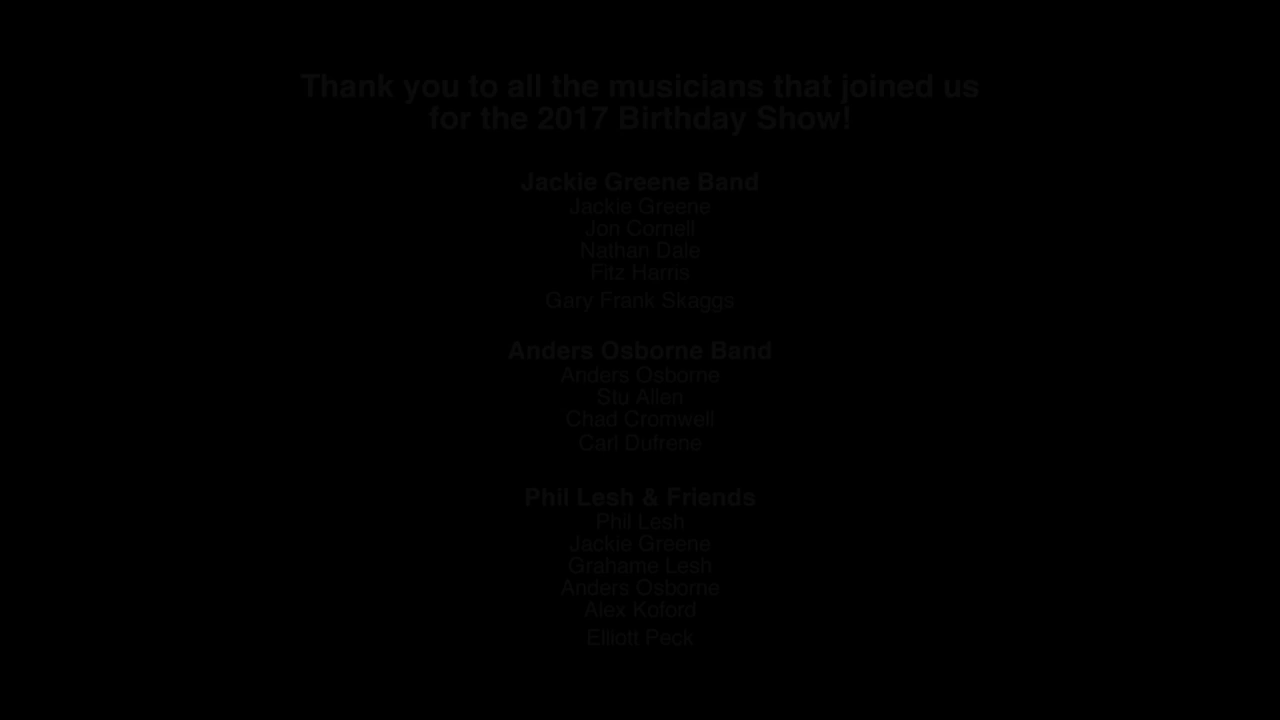 Thank you to all the musicians that joined us
for the 2017 Birthday Show!
Jackie Greene Band
Jackie Greene
Jon Cornell
Nathan Dale
Fitz Harris
Gary Frank Skaggs
Anders Osborne Band
Anders Osborne
Stu Allen
Chad Cromwell
Carl Dufrene
Phil Lesh & Friends
Phil Lesh
Jackie Greene
Grahame Lesh
Anders Osborne
Alex Koford
Elliott Peck